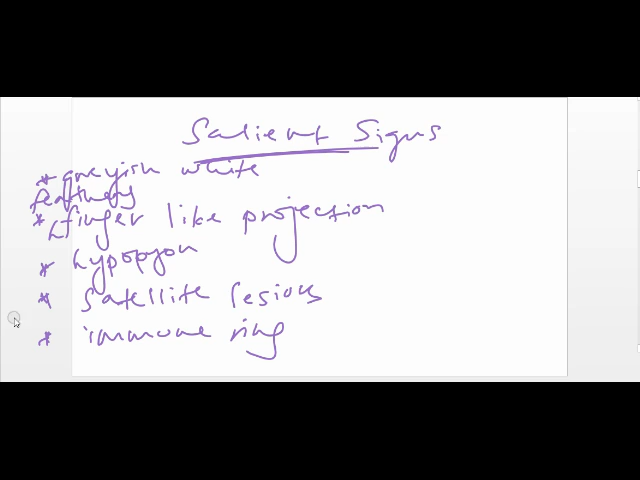 Salient Signs
* greyish white
feathery
* finger like projection
* hypopyon
* satellite lesions
* immune ring